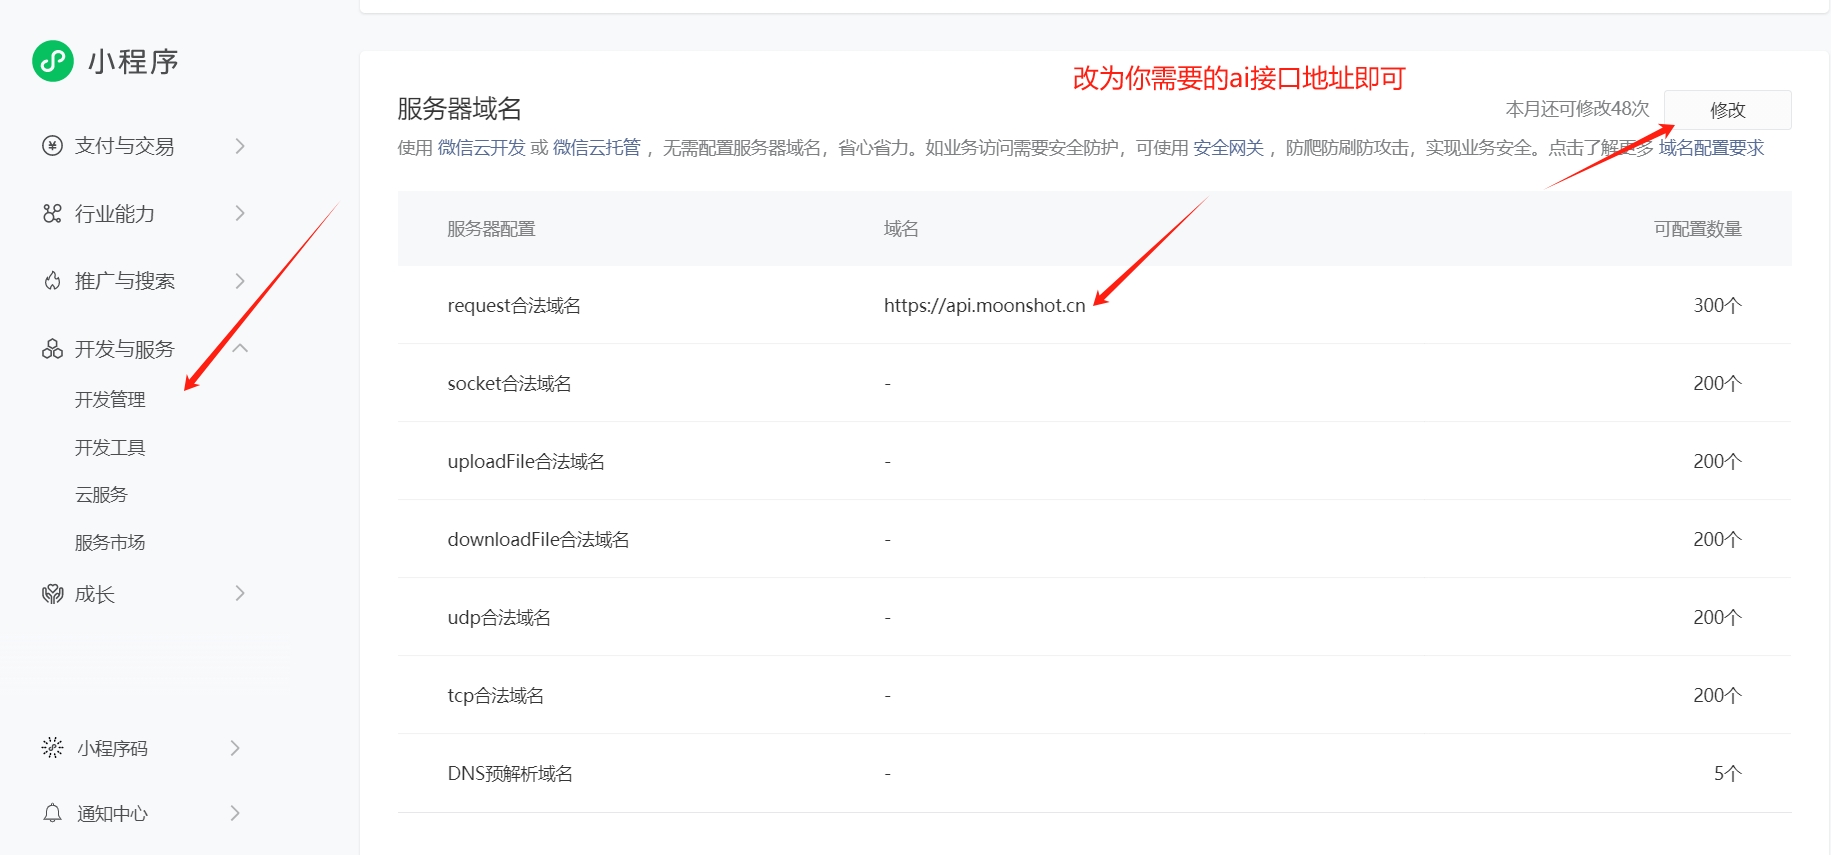 小程序
支付与交易
行业能力
推广与搜索
开发与服务
开发管理
开发工具
云服务
服务市场
成长
小程序码
通知中心
改为你需要的ai接口地址即可
服务器域名
本月还可修改48次
修改
使用 微信云开发 或 微信云托管 ，无需配置服务器域名，省心省力。如业务访问需要安全防护，可使用 安全网关 ，防爬防刷防攻击，实现业务安全。点击了解更多 域名配置要求
服务器配置 域名 可配置数量
request合法域名 https://api.moonshot.cn 300个
socket合法域名 - 200个
uploadFile合法域名 - 200个
downloadFile合法域名 - 200个
udp合法域名 - 200个
tcp合法域名 - 200个
DNS预解析域名 - 5个